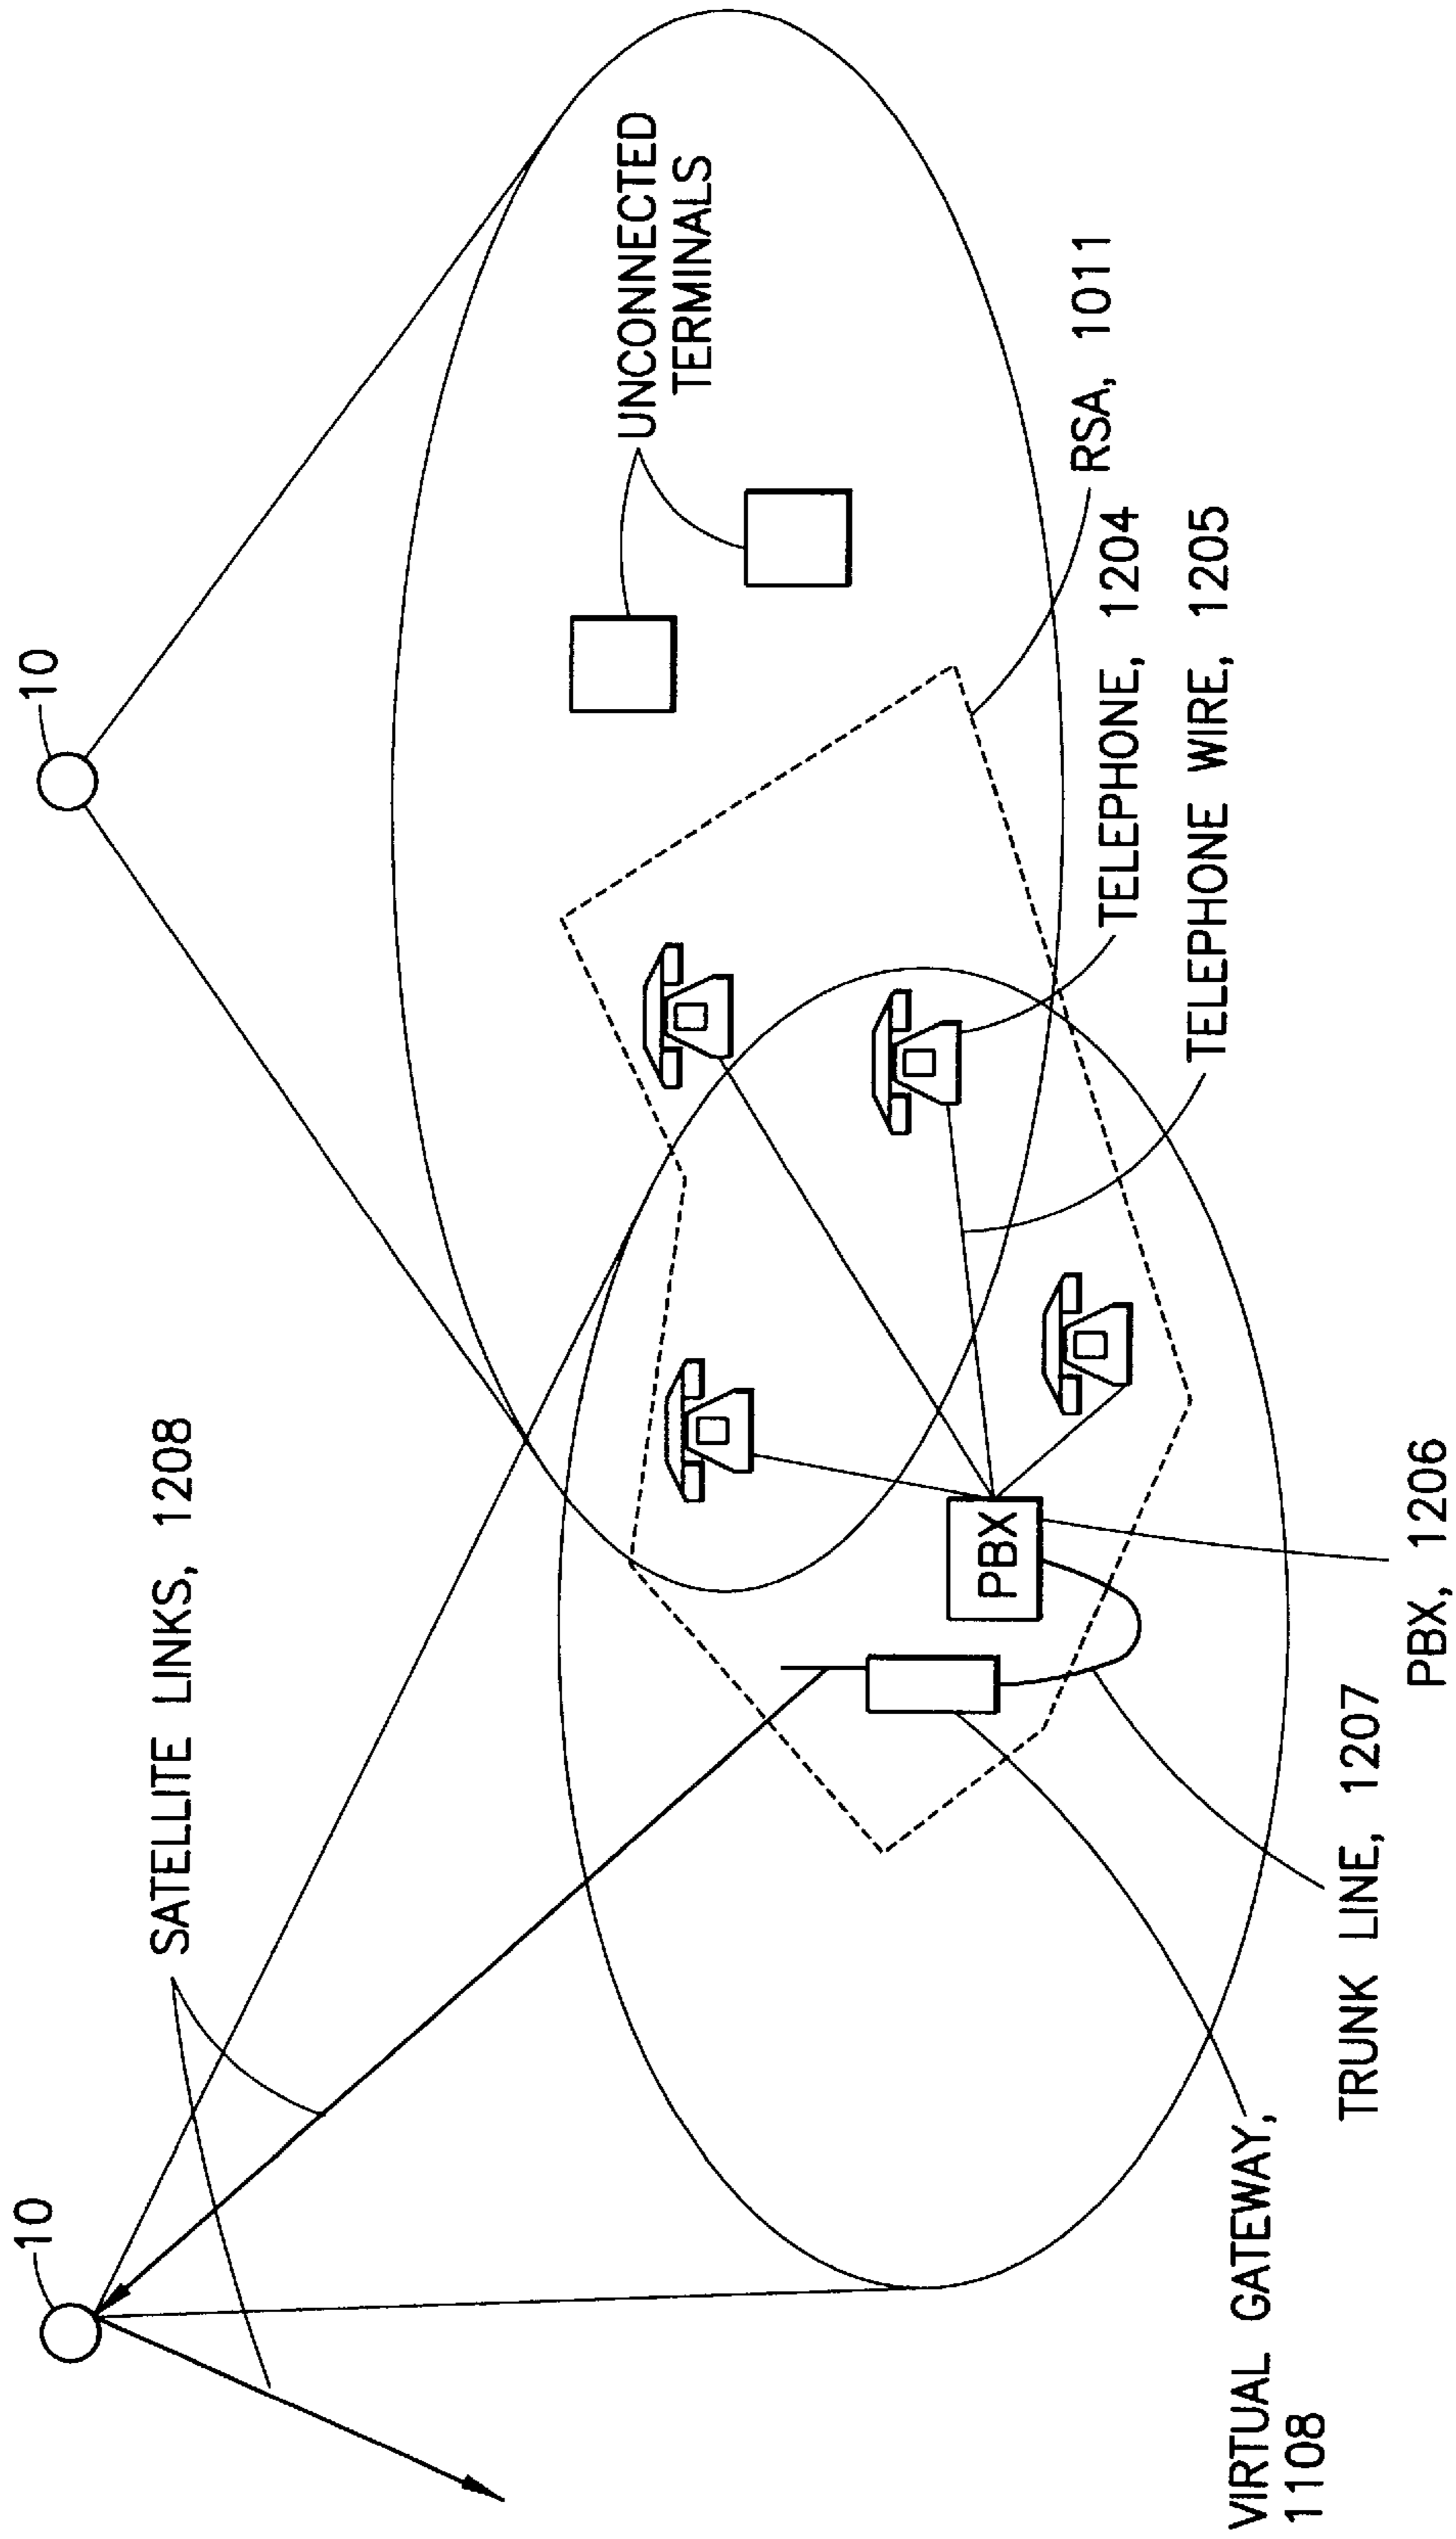 10
10
SATELLITE LINKS, 1208
UNCONNECTED
TERMINALS
RSA, 1011
TELEPHONE, 1204
TELEPHONE WIRE, 1205
PBX
PBX, 1206
TRUNK LINE, 1207
VIRTUAL GATEWAY,
1108